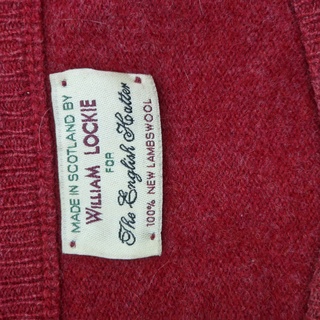 MADE IN SCOTLAND BY
WILLIAM LOCKIE
FOR
The English Hatter
100% NEW LAMBSWOOL